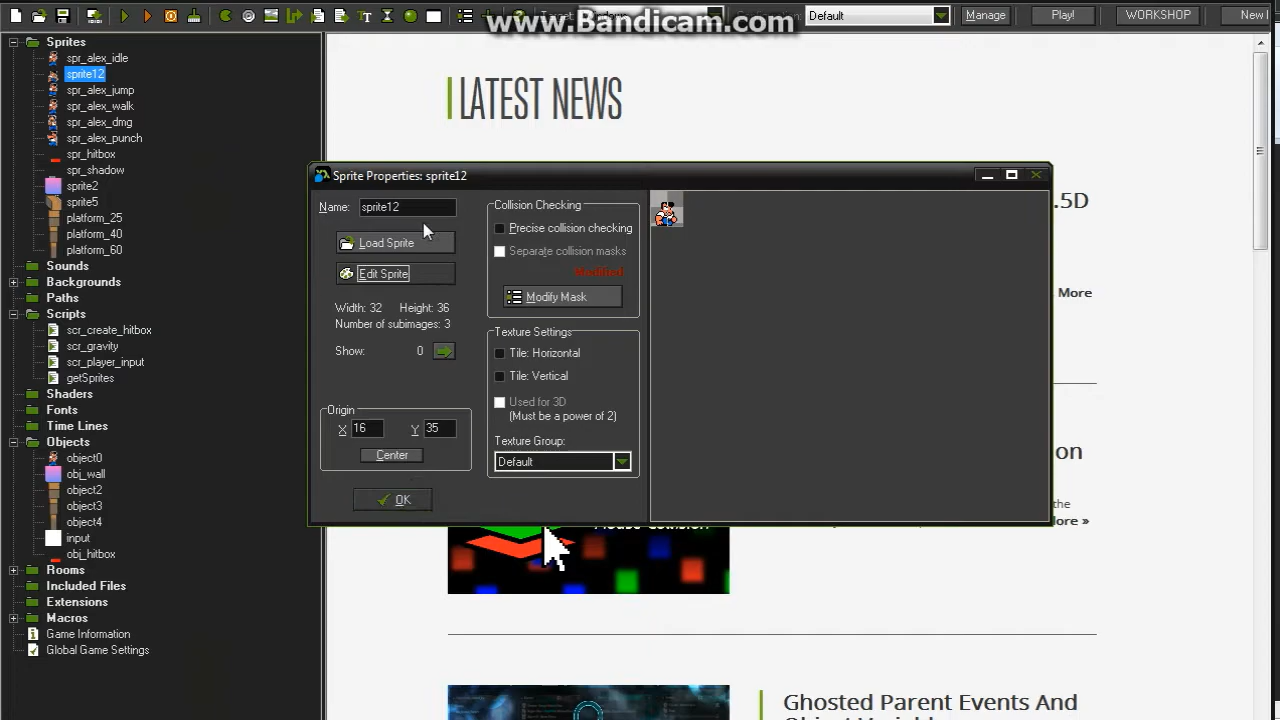 www.Bandicam.com
Target
Default
Manage
Play!
WORKSHOP
New
Sprites
spr_alex_idle
sprite12
spr_alex_jump
spr_alex_walk
spr_alex_dmg
spr_alex_punch
spr_hitbox
spr_shadow
sprite2
sprite5
platform_25
platform_40
platform_60
Sounds
Backgrounds
Paths
Scripts
scr_create_hitbox
scr_gravity
scr_player_input
getSprites
Shaders
Fonts
Time Lines
Objects
object0
obj_wall
object2
object3
object4
input
obj_hitbox
Rooms
Included Files
Extensions
Macros
Game Information
Global Game Settings
LATEST NEWS
Sprite Properties: sprite12
Name: sprite12
Load Sprite
Edit Sprite
Width: 32 Height: 36
Number of subimages: 3
Show: 0
Origin
X 16 Y 35
Center
OK
Collision Checking
Precise collision checking
Separate collision masks
Modified
Modify Mask
Texture Settings
Tile: Horizontal
Tile: Vertical
Used for 3D
(Must be a power of 2)
Texture Group:
Default
.5D
More
on
the
ore »
Mouse Collision
Ghosted Parent Events And